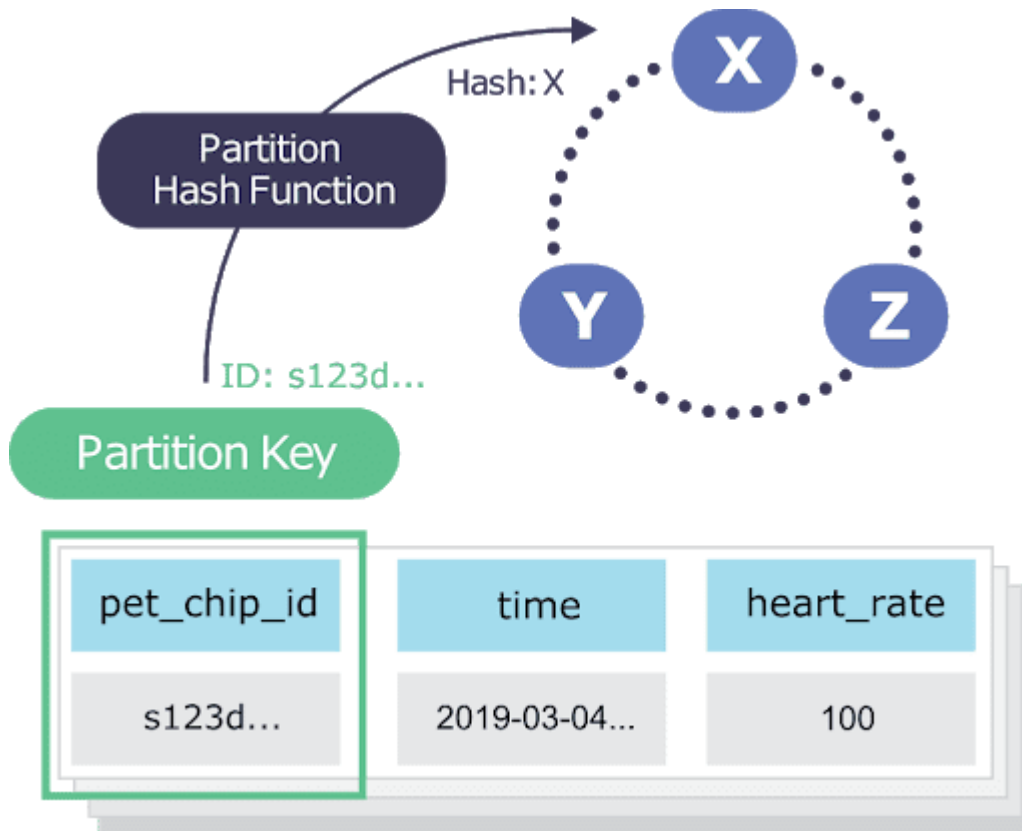 X
Hash: X
Partition
Hash Function
Y
Z
ID: s123d...
Partition Key
pet_chip_id time heart_rate
s123d... 2019-03-04... 100